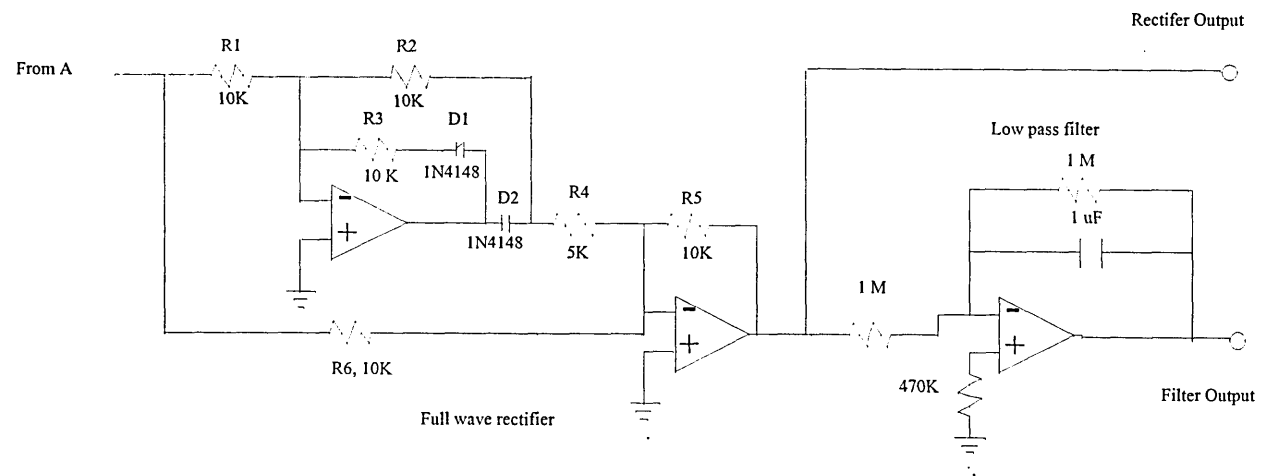 Rectifer Output
From A
R1
10K
R2
10K
R3
10 K
D1
1N4148
D2
1N4148
R4
5K
R5
10K
Low pass filter
1 M
1 uF
1 M
R6, 10K
470K
Filter Output
Full wave rectifier